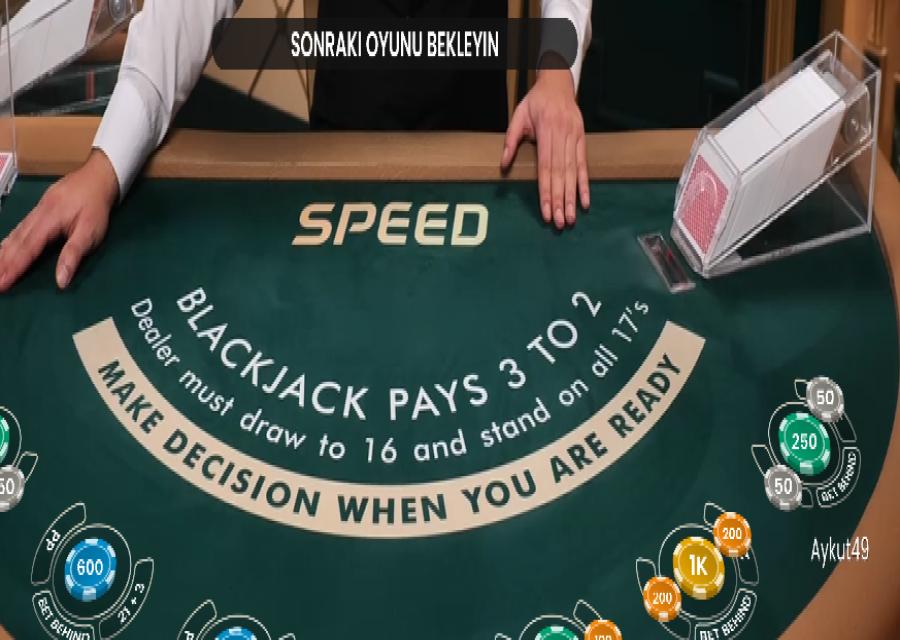 SONRAKI OYUNU BEKLEYIN
SPEED
BLACKJACK PAYS 3 TO 2
Dealer must draw to 16 and stand on all 17's
MAKE DECISION WHEN YOU ARE READY
50
250
50
BET BEHIND
200
1K
200
BET BEHIND
Aykut49
PP
600
21 + 3
BET BEHIND